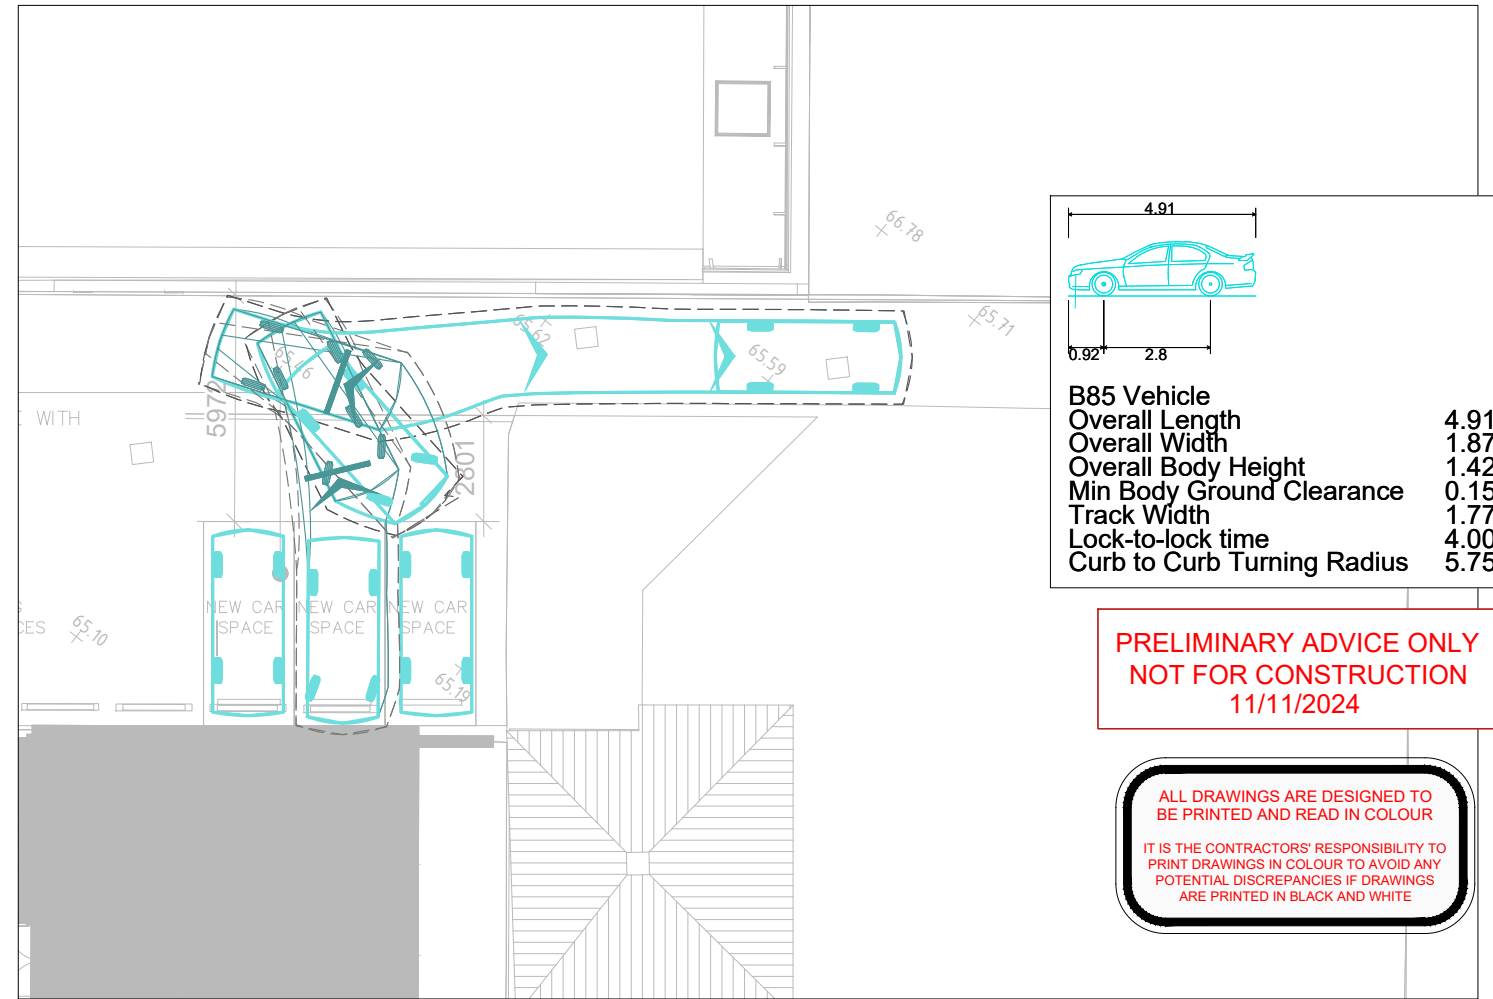 4.91
66.78
65.71
65.62
65.59
0.92
2.8
5972
WITH
2801
B85 Vehicle
Overall Length 4.91
Overall Width 1.87
Overall Body Height 1.42
Min Body Ground Clearance 0.15
Track Width 1.77
Lock-to-lock time 4.00
Curb to Curb Turning Radius 5.75
NEW CAR SPACE
NEW CAR SPACE
NEW CAR SPACE
65.10
65.19
PRELIMINARY ADVICE ONLY
NOT FOR CONSTRUCTION
11/11/2024
ALL DRAWINGS ARE DESIGNED TO
BE PRINTED AND READ IN COLOUR
IT IS THE CONTRACTORS' RESPONSIBILITY TO
PRINT DRAWINGS IN COLOUR TO AVOID ANY
POTENTIAL DISCREPANCIES IF DRAWINGS
ARE PRINTED IN BLACK AND WHITE